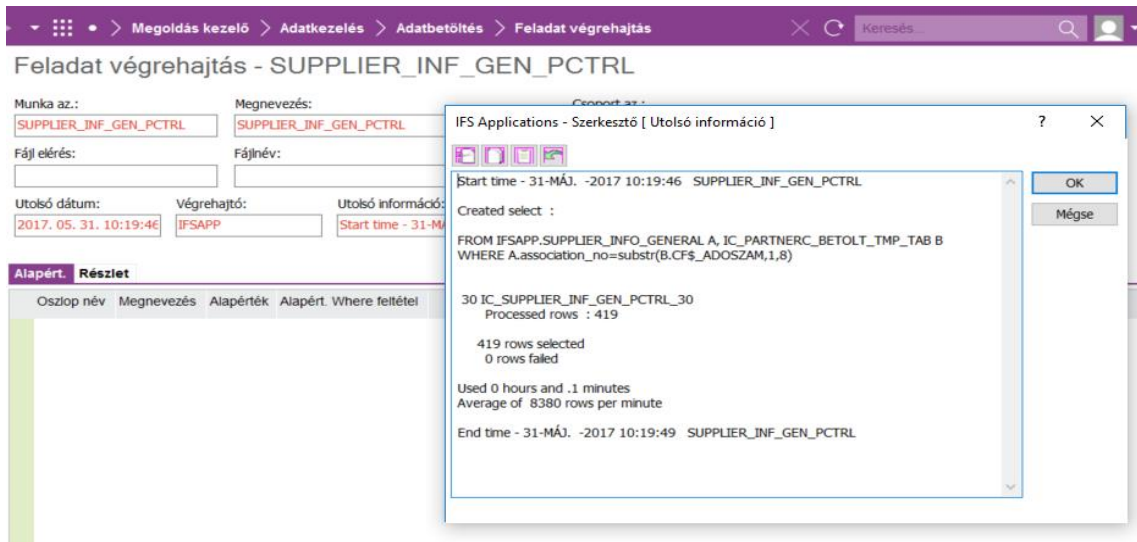 Megoldás kezelő > Adatkezelés > Adatbetöltés > Feladat végrehajtás
Keresés...
Feladat végrehajtás - SUPPLIER_INF_GEN_PCTRL
Munka az.: Megnevezés: Csoport az.:
SUPPLIER_INF_GEN_PCTRL SUPPLIER_INF_GEN_PCTRL
Fájl elérés: Fájlnév:
Utolsó dátum: Végrehajtó: Utolsó információ:
2017. 05. 31. 10:19:46 IFSAPP Start time - 31-M
Alapért. Részlet
Oszlop név Megnevezés Alapérték Alapért. Where feltétel
IFS Applications - Szerkesztő [ Utolsó információ ]
Start time - 31-MÁJ. -2017 10:19:46 SUPPLIER_INF_GEN_PCTRL
Created select :
FROM IFSAPP.SUPPLIER_INFO_GENERAL A, IC_PARTNERC_BETOLT_TMP_TAB B
WHERE A.association_no=substr(B.CF$_ADOSZAM,1,8)
30 IC_SUPPLIER_INF_GEN_PCTRL_30
Processed rows : 419
419 rows selected
0 rows failed
Used 0 hours and .1 minutes
Average of 8380 rows per minute
End time - 31-MÁJ. -2017 10:19:49 SUPPLIER_INF_GEN_PCTRL
OK
Mégse